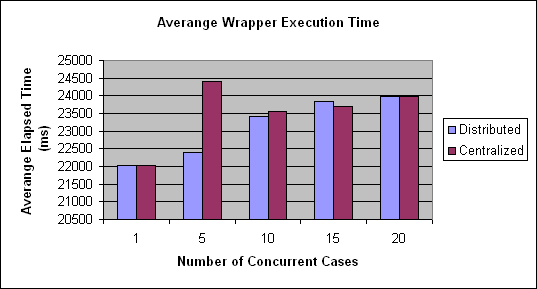 Averange Wrapper Execution Time
Averange Elapsed Time
(ms)
25000
24500
24000
23500
23000
22500
22000
21500
21000
20500
1 5 10 15 20
Number of Concurrent Cases
Distributed
Centralized